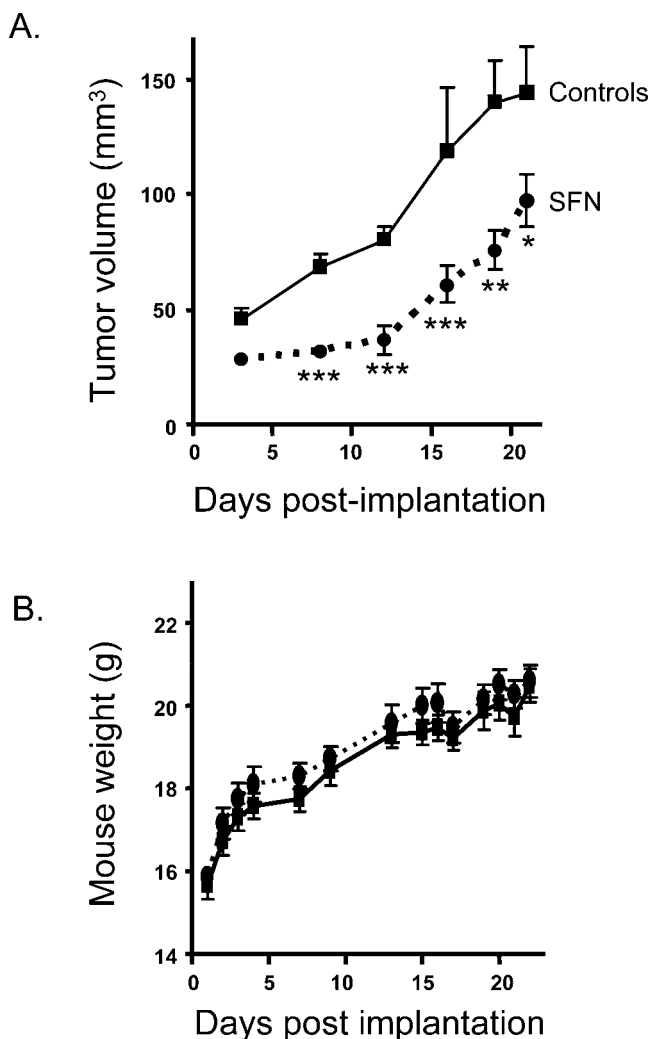 A.
Tumor volume (mm³)
150
100
50
0
Controls
SFN
*
**
***
***
***
0 5 10 15 20
Days post-implantation
B.
Mouse weight (g)
22
20
18
16
14
0 5 10 15 20
Days post implantation